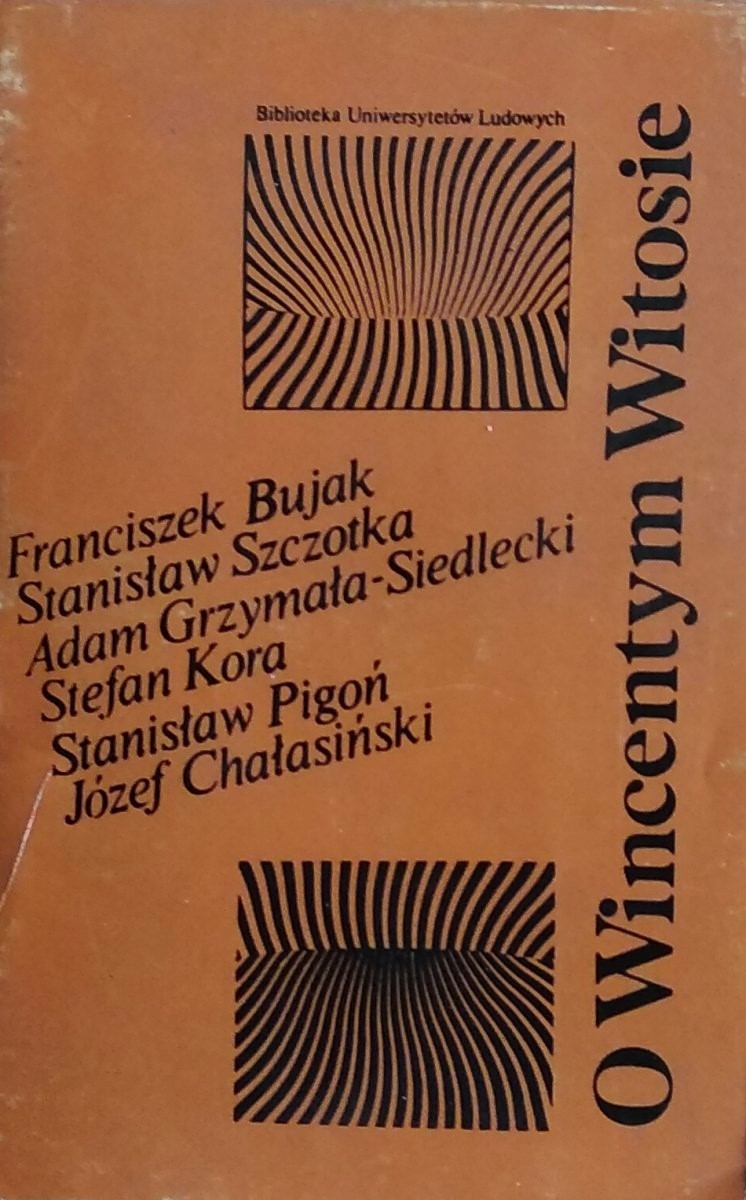 Biblioteka Uniwersytetów Ludowych
Franciszek Bujak
Stanisław Szczotka
Adam Grzymała-Siedlecki
Stefan Kora
Stanisław Pigoń
Józef Chałasiński
O Wincentym Witosie